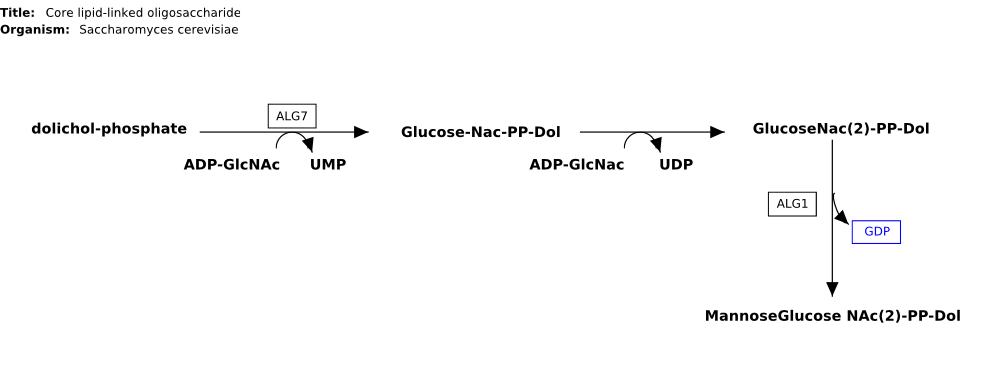 Title: Core lipid-linked oligosaccharide
Organism: Saccharomyces cerevisiae
ALG7
dolichol-phosphate
Glucose-Nac-PP-Dol
GlucoseNac(2)-PP-Dol
ADP-GlcNAc
UMP
ADP-GlcNac
UDP
ALG1
GDP
MannoseGlucose NAc(2)-PP-Dol